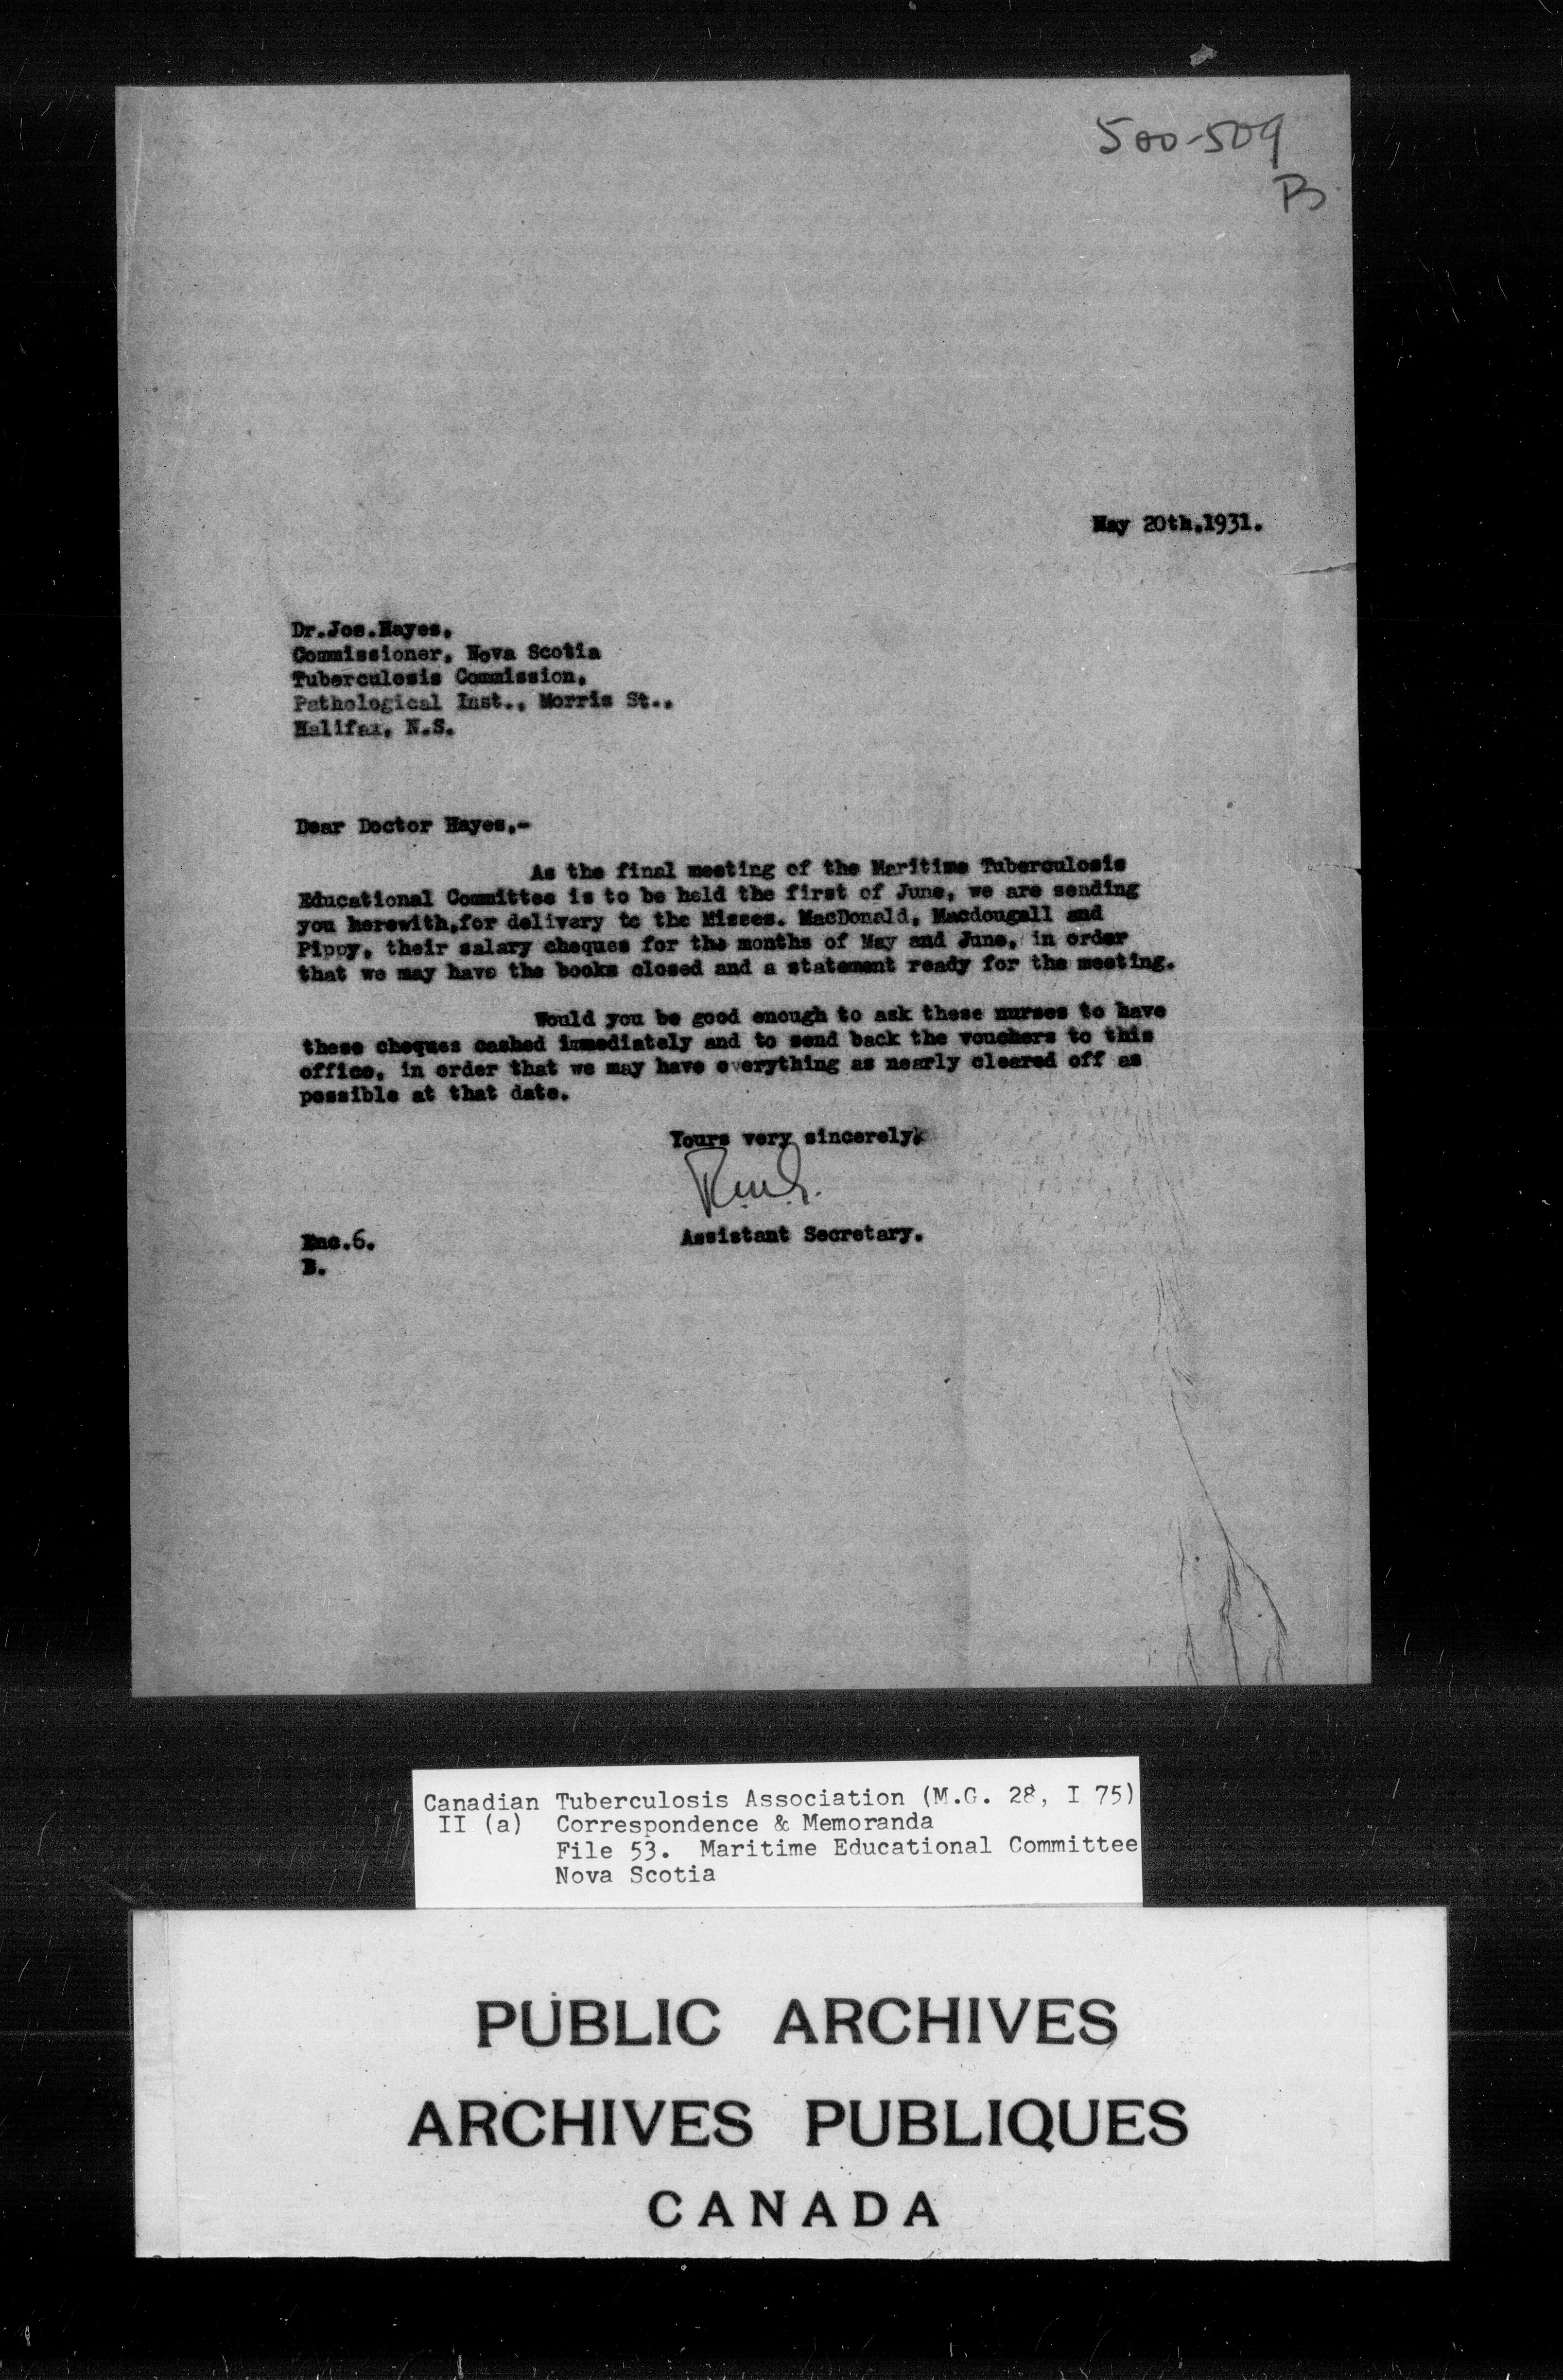 500-509
B
May 20th,1931.
Dr.Jos.Hayes,
Commissioner, Nova Scotia
Tuberculosis Commission,
Pathological Inst., Morris St.,
Halifax, N.S.
Dear Doctor Hayes,-
As the final meeting of the Maritime Tuberculosis
Educational Committee is to be held the first of June, we are sending
you herewith,for delivery to the Misses. MacDonald, Macdougall and
Pippy, their salary cheques for the months of May and June, in order
that we may have the books closed and a statement ready for the meeting.
Would you be good enough to ask these nurses to have
these cheques cashed immediately and to send back the vouchers to this
office, in order that we may have everything as nearly cleared off as
possible at that date.
Yours very sincerely,
Assistant Secretary.
Enc.6.
B.
Canadian Tuberculosis Association (M.G. 28, I 75)
II (a) Correspondence & Memoranda
File 53. Maritime Educational Committee
Nova Scotia
PUBLIC ARCHIVES
ARCHIVES PUBLIQUES
CANADA